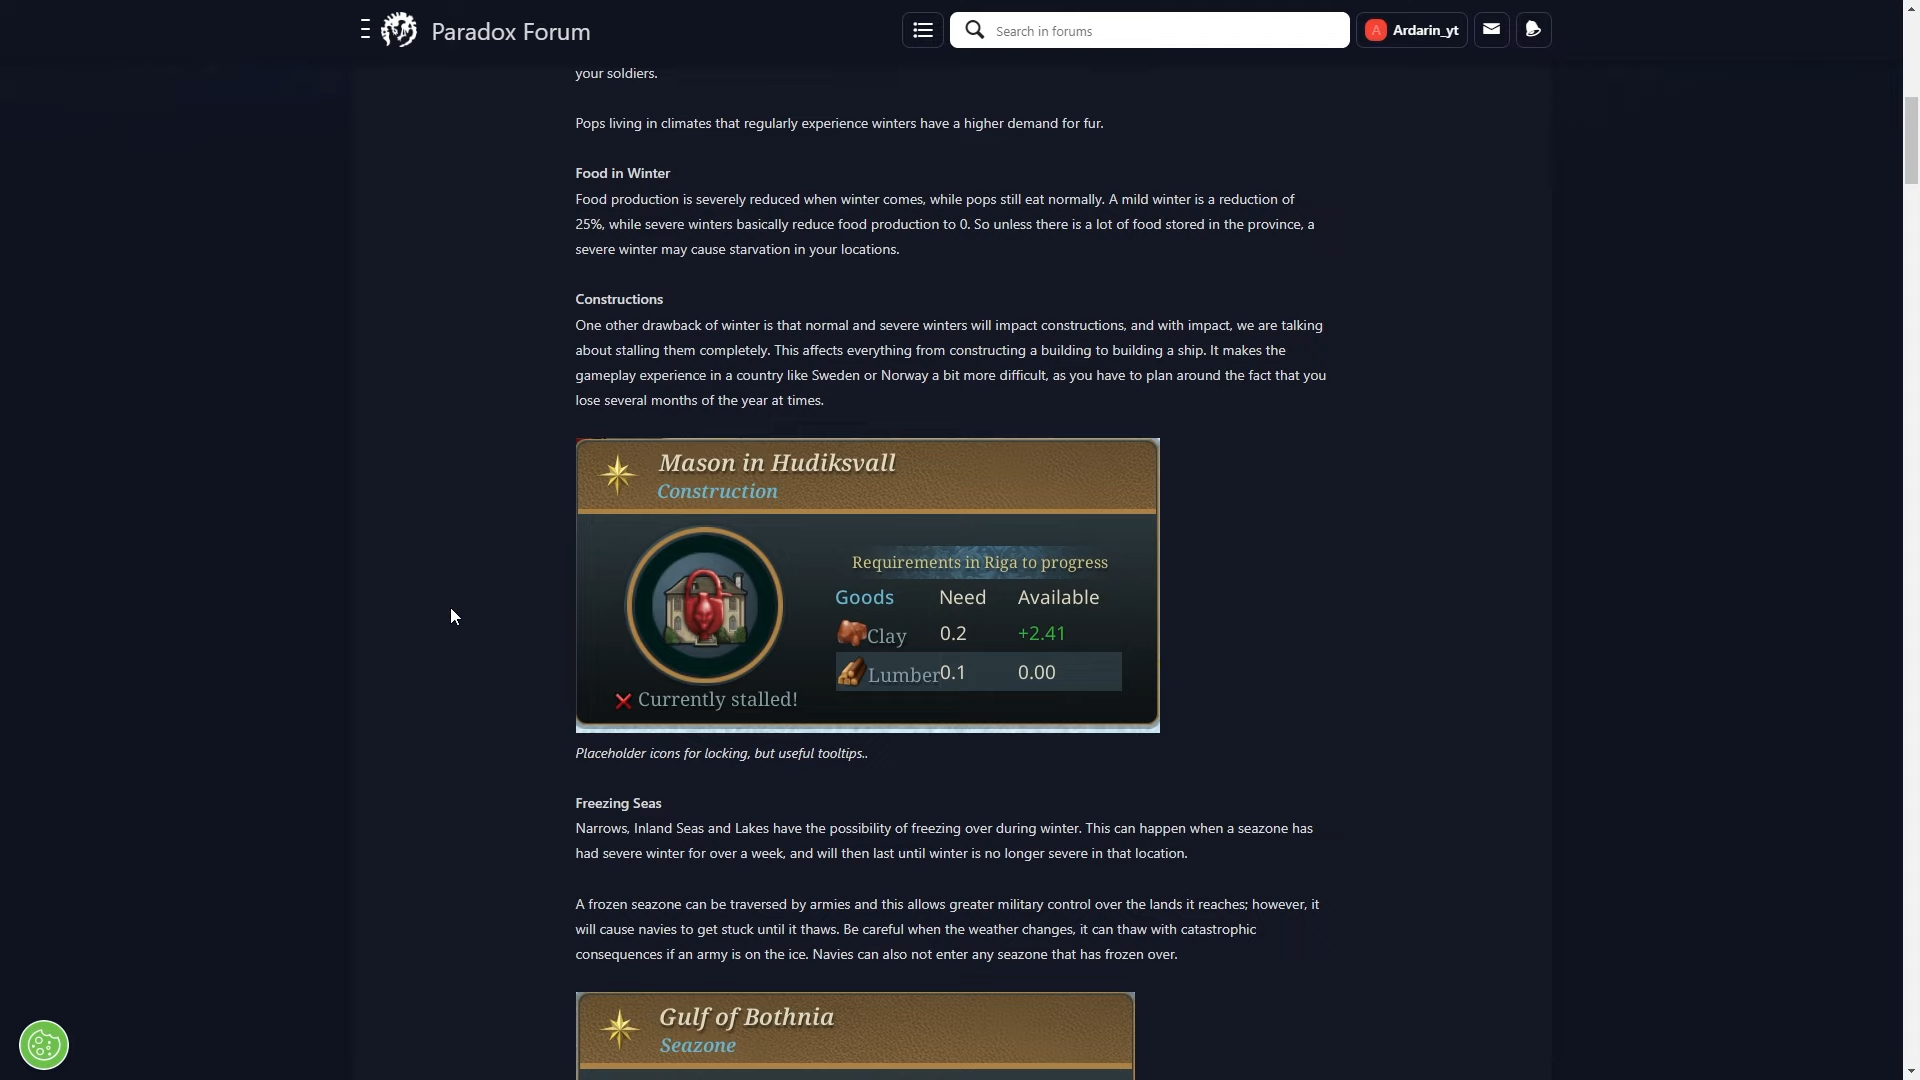 Paradox Forum
Search in forums
A
Ardarin_yt
your soldiers.
Pops living in climates that regularly experience winters have a higher demand for fur.
Food in Winter
Food production is severely reduced when winter comes, while pops still eat normally. A mild winter is a reduction of
25%, while severe winters basically reduce food production to 0. So unless there is a lot of food stored in the province, a
severe winter may cause starvation in your locations.
Constructions
One other drawback of winter is that normal and severe winters will impact constructions, and with impact, we are talking
about stalling them completely. This affects everything from constructing a building to building a ship. It makes the
gameplay experience in a country like Sweden or Norway a bit more difficult, as you have to plan around the fact that you
lose several months of the year at times.
Mason in Hudiksvall
Construction
Requirements in Riga to progress
Goods Need Available
Clay 0.2 +2.41
Lumber 0.1 0.00
Currently stalled!
Placeholder icons for locking, but useful tooltips..
Freezing Seas
Narrows, Inland Seas and Lakes have the possibility of freezing over during winter. This can happen when a seazone has
had severe winter for over a week, and will then last until winter is no longer severe in that location.
A frozen seazone can be traversed by armies and this allows greater military control over the lands it reaches; however, it
will cause navies to get stuck until it thaws. Be careful when the weather changes, it can thaw with catastrophic
consequences if an army is on the ice. Navies can also not enter any seazone that has frozen over.
Gulf of Bothnia
Seazone